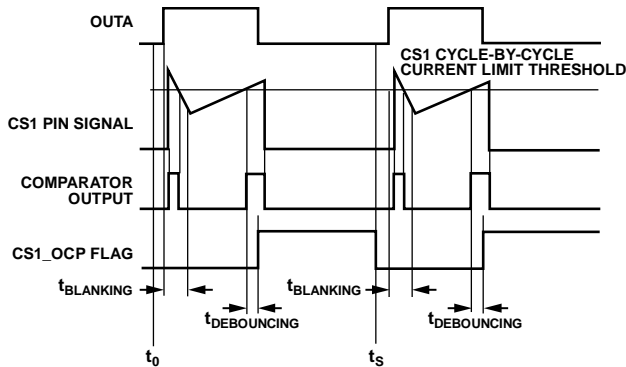 OUTA
CS1 CYCLE-BY-CYCLE
CURRENT LIMIT THRESHOLD
CS1 PIN SIGNAL
COMPARATOR
OUTPUT
CS1_OCP FLAG
tBLANKING
tDEBOUNCING
tBLANKING
tDEBOUNCING
t0
tS